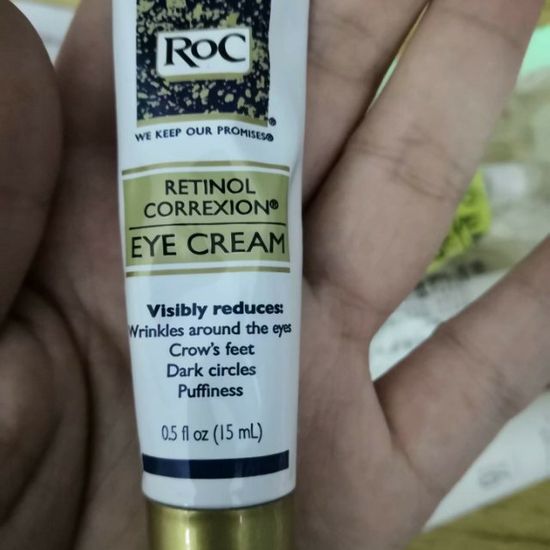 RoC
WE KEEP OUR PROMISES®
RETINOL
CORREXION®
EYE CREAM
Visibly reduces:
Wrinkles around the eyes
Crow's feet
Dark circles
Puffiness
0.5 fl oz (15 mL)